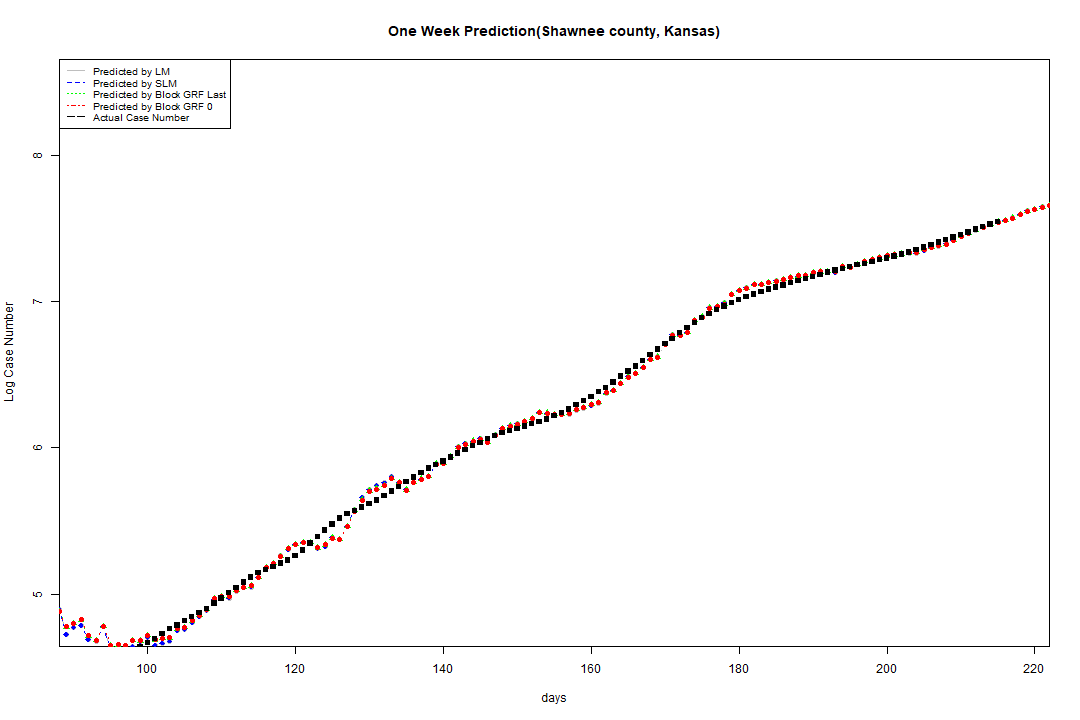 One Week Prediction(Shawnee county, Kansas)
Predicted by LM
Predicted by SLM
Predicted by Block GRF Last
Predicted by Block GRF 0
Actual Case Number
8
7
6
5
Log Case Number
100 120 140 160 180 200 220
days